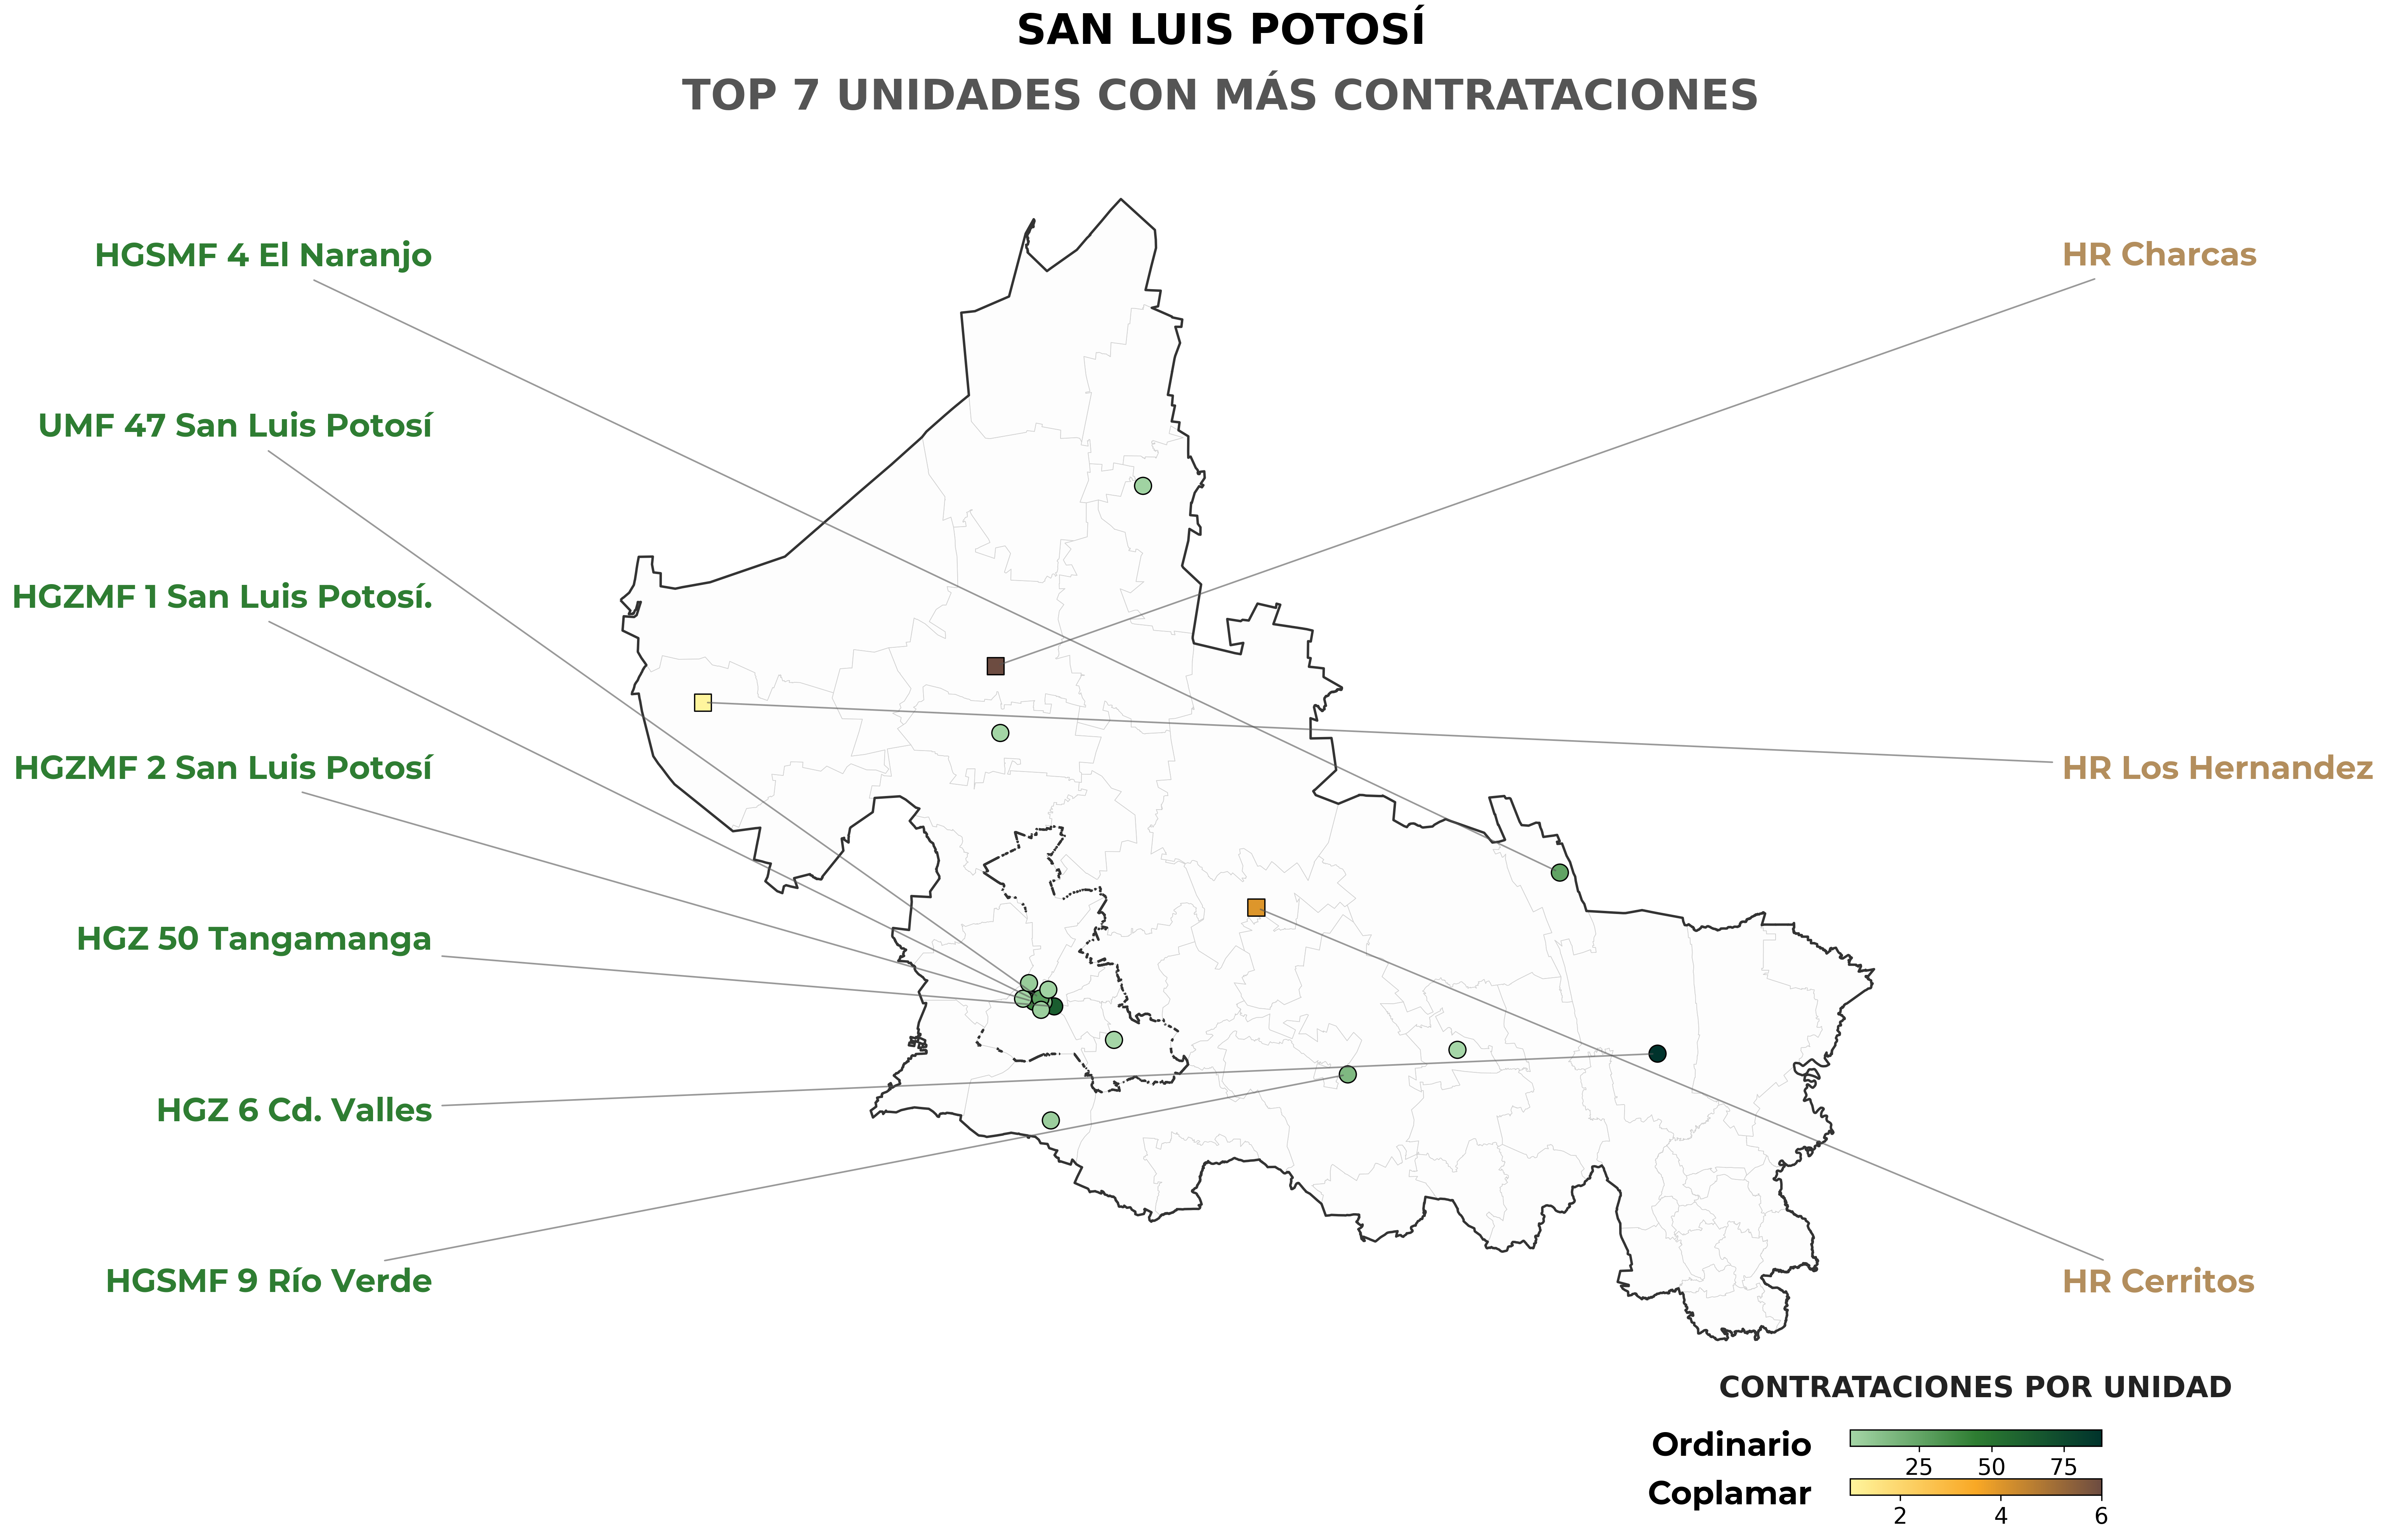 SAN LUIS POTOSÍ
TOP 7 UNIDADES CON MÁS CONTRATACIONES
HGSMF 4 El Naranjo
UMF 47 San Luis Potosí
HGZMF 1 San Luis Potosí.
HGZMF 2 San Luis Potosí
HGZ 50 Tangamanga
HGZ 6 Cd. Valles
HGSMF 9 Río Verde
HR Charcas
HR Los Hernandez
HR Cerritos
CONTRATACIONES POR UNIDAD
Ordinario
25 50 75
Coplamar
2 4 6